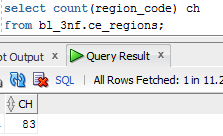 select count(region_code) ch
from bl_3nf.ce_regions;
pt Output × Query Result ×
SQL | All Rows Fetched: 1 in 11.2
CH
83